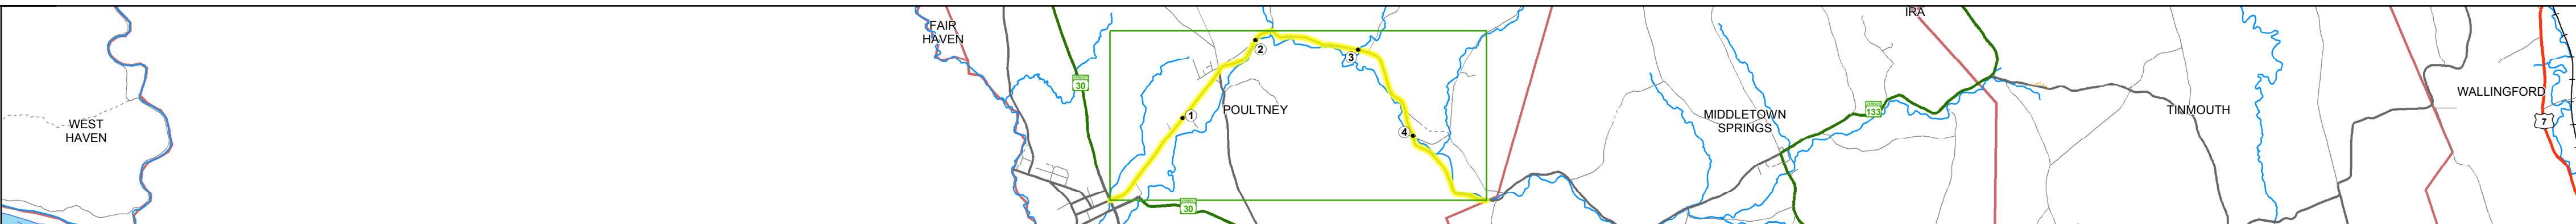 FAIR
HAVEN
IRA
2
3
30
WALLINGFORD
WEST
HAVEN
1
POULTNEY
4
MIDDLETOWN
SPRINGS
133
TINMOUTH
7
30